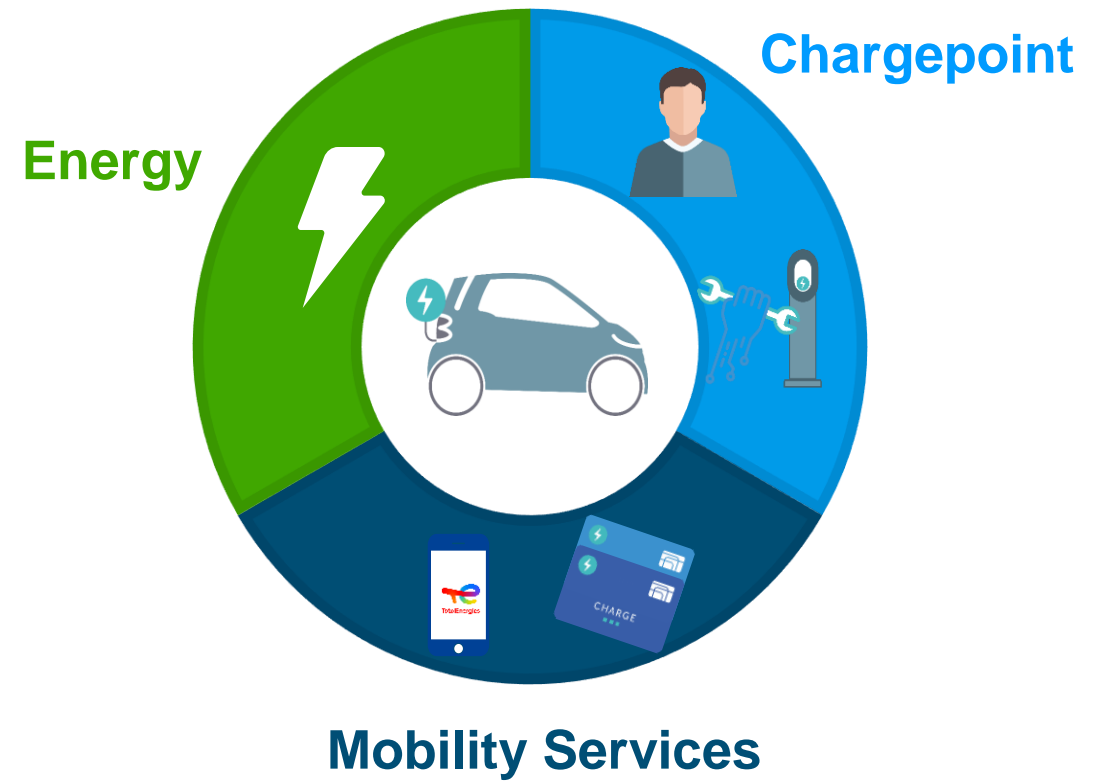 Chargepoint
Energy
TotalEnergies
CHARGE
Mobility Services